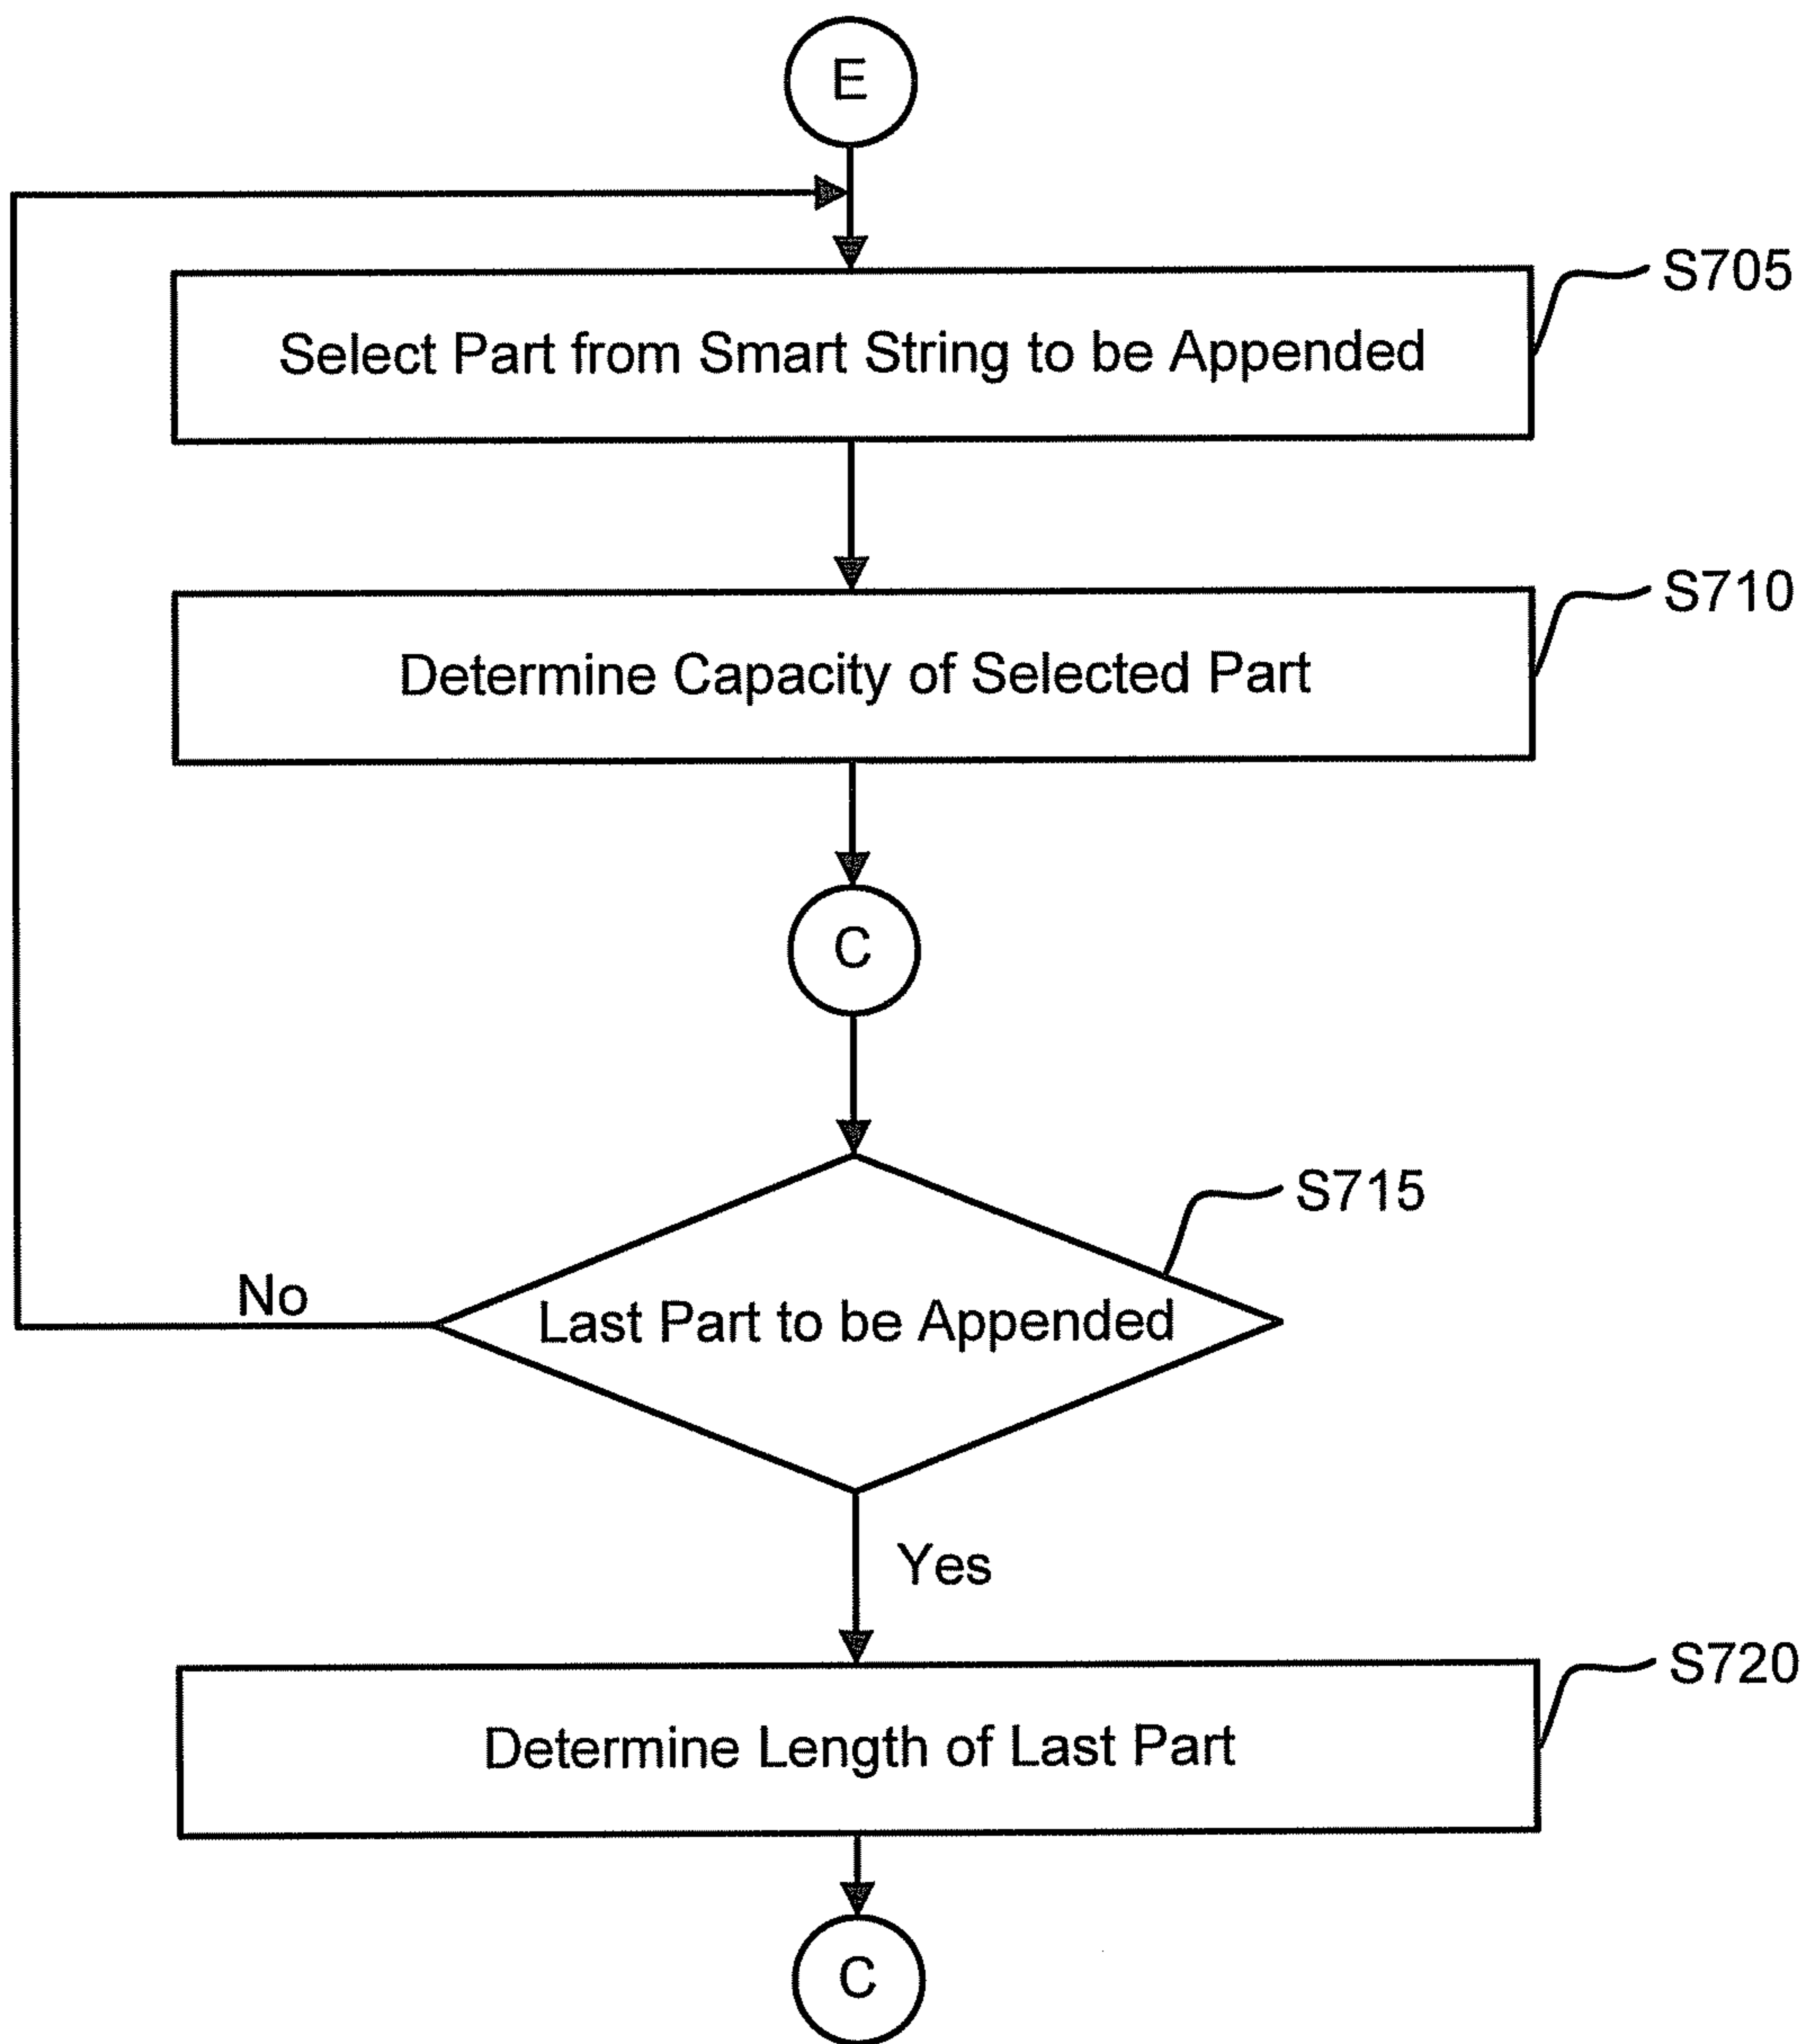 E
S705
Select Part from Smart String to be Appended
S710
Determine Capacity of Selected Part
C
S715
No
Last Part to be Appended
Yes
S720
Determine Length of Last Part
C